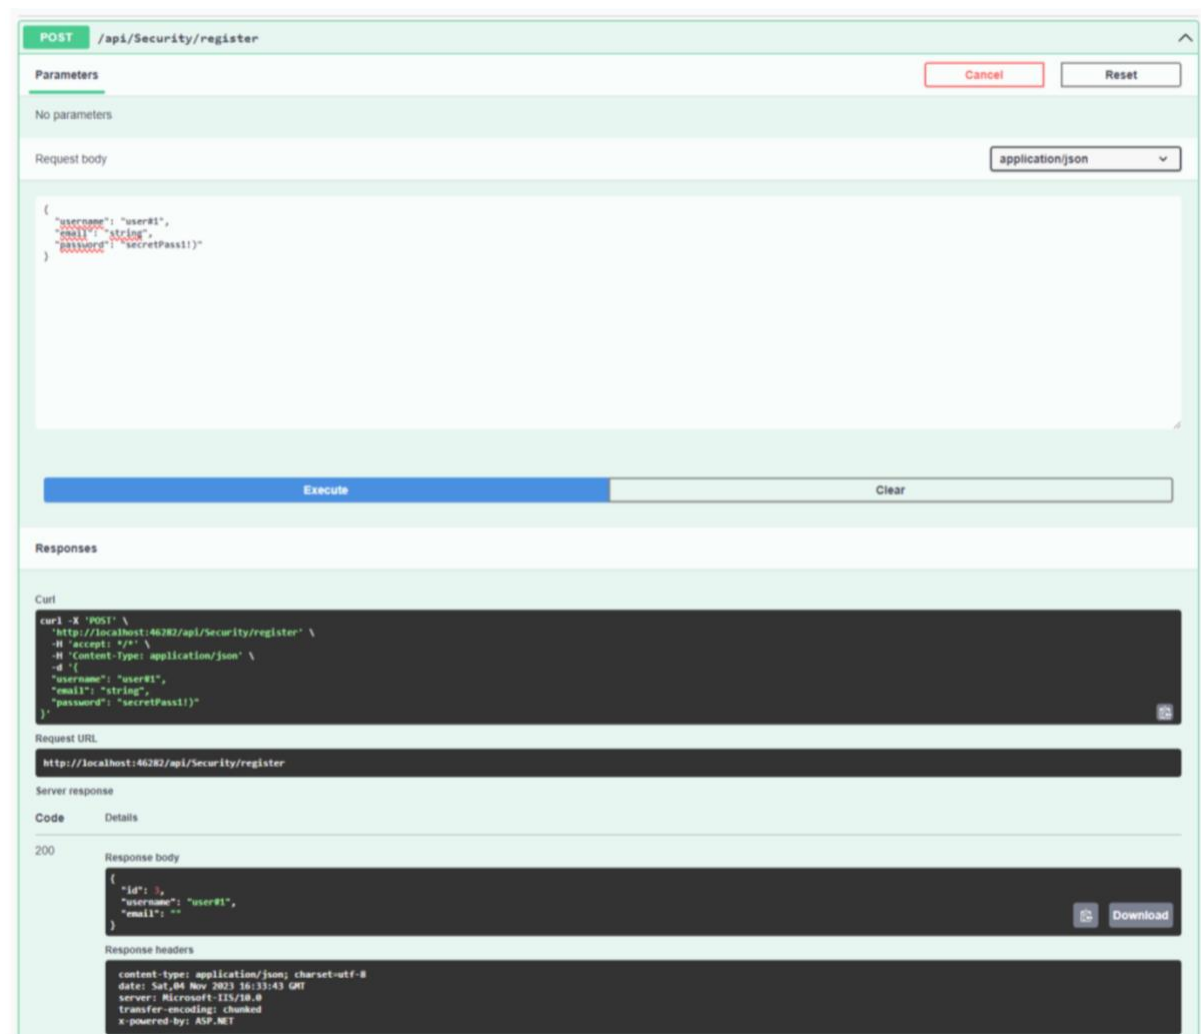 POST /api/Security/register
Parameters
Cancel
Reset
No parameters
Request body
application/json
{
"username": "user#1",
"email": "string",
"password": "secretPass1!)"
}
Execute
Clear
Responses
Curl
curl -X 'POST' \
'http://localhost:46282/api/Security/register' \
-H 'accept: */*' \
-H 'Content-Type: application/json' \
-d '{
"username": "user#1",
"email": "string",
"password": "secretPass1!)"
}'
Request URL
http://localhost:46282/api/Security/register
Server response
Code Details
200
Response body
{
"id": 3,
"username": "user#1",
"email": ""
}
Download
Response headers
content-type: application/json; charset=utf-8
date: Sat,04 Nov 2023 16:33:43 GMT
server: Microsoft-IIS/10.0
transfer-encoding: chunked
x-powered-by: ASP.NET